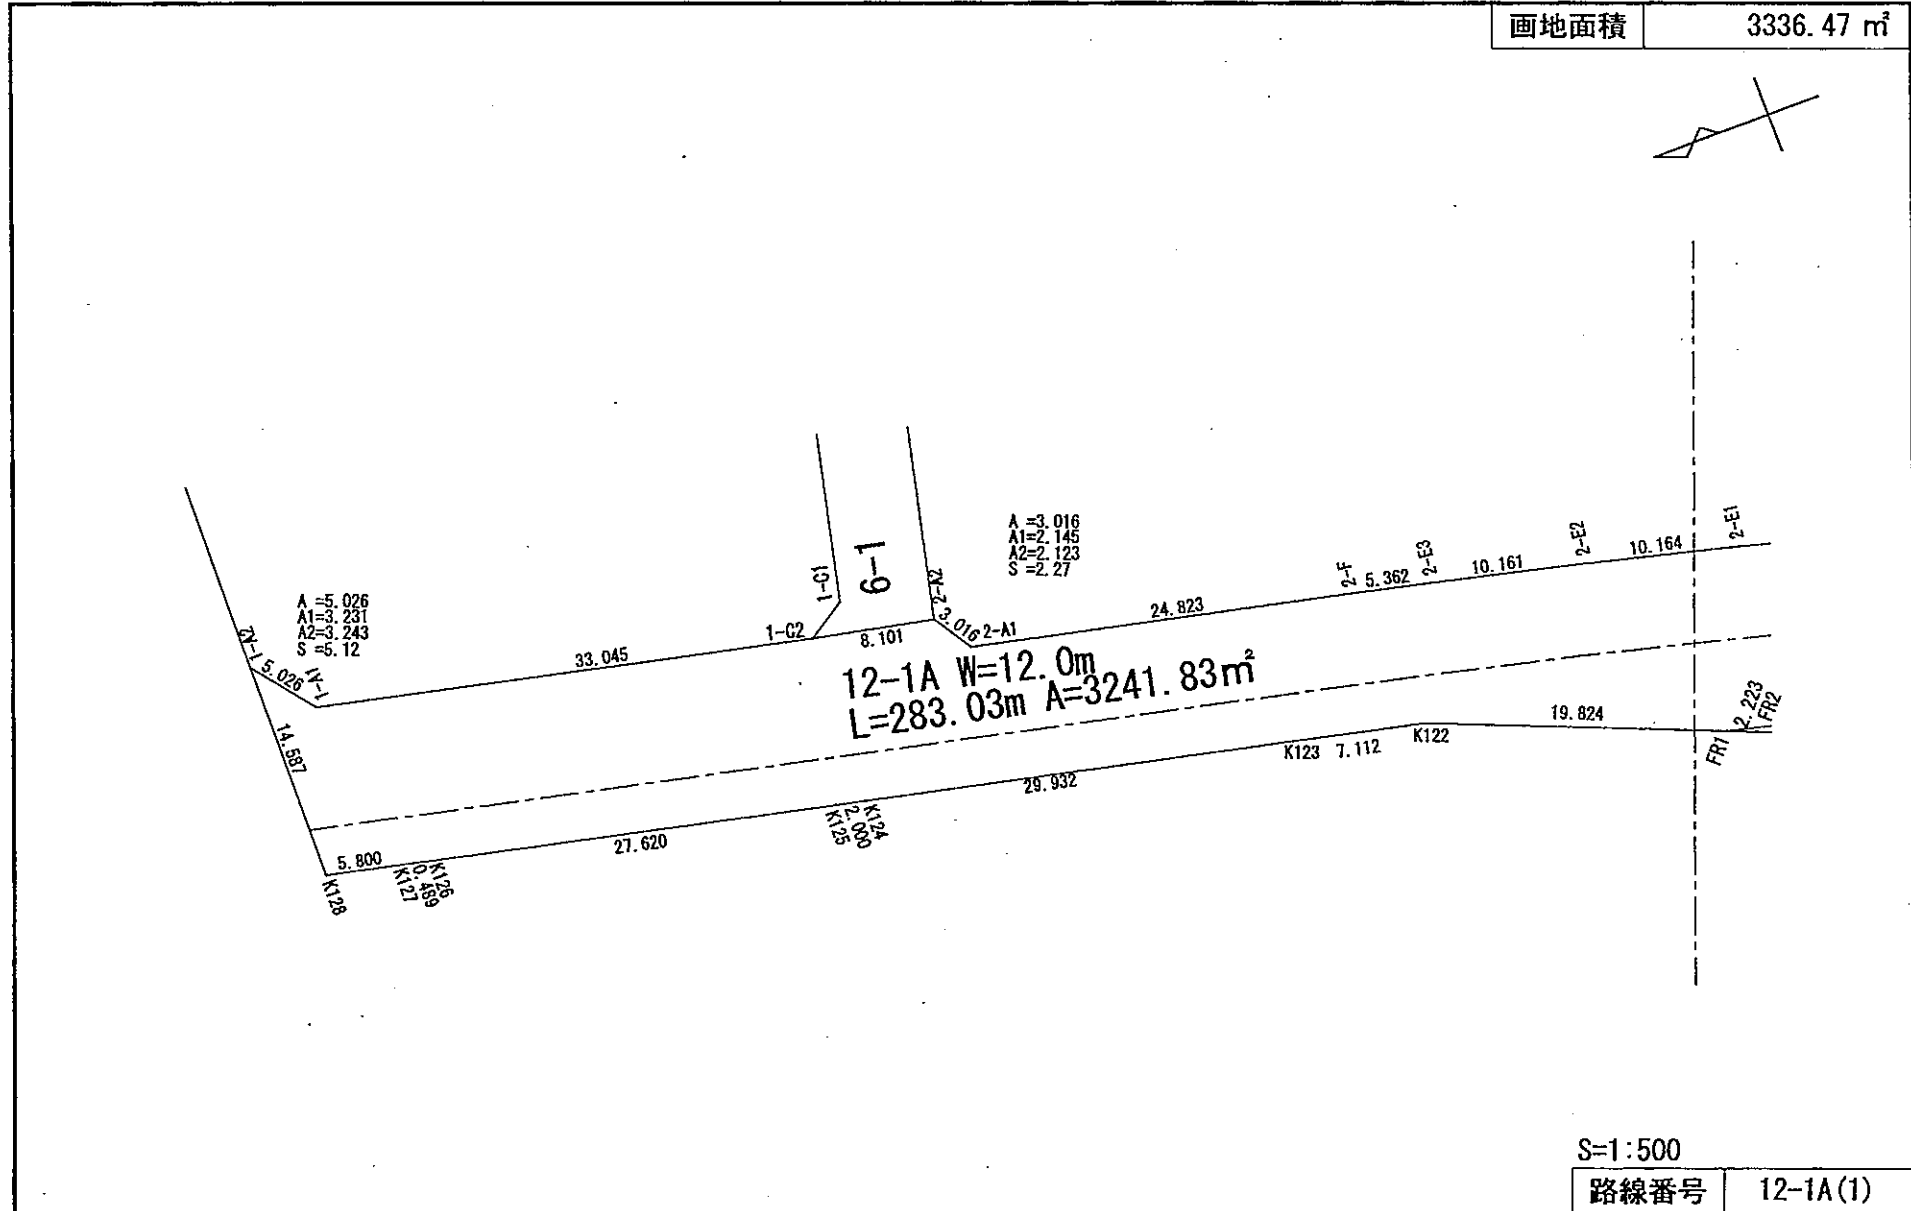 画地面積 3336.47 ㎡
A =3.016
A1=2.145
A2=2.123
S =2.27
2-E1
2-E2
10.164
2-E3
10.161
2-F
5.362
1-C1
6-1
2-A2
A =5.026
A1=3.231
A2=3.243
S =5.12
24.823
3.016
2-A1
1-C2
8.101
1-A2
5.026
1-A1
33.045
12-1A W=12.0m
L=283.03m A=3241.83㎡
14.587
19.824
2.223
FR2
FR1
K122
K123
7.112
29.932
K124
2.000
K125
27.620
5.800
K126
0.489
K127
K128
S=1:500
路線番号 12-1A(1)